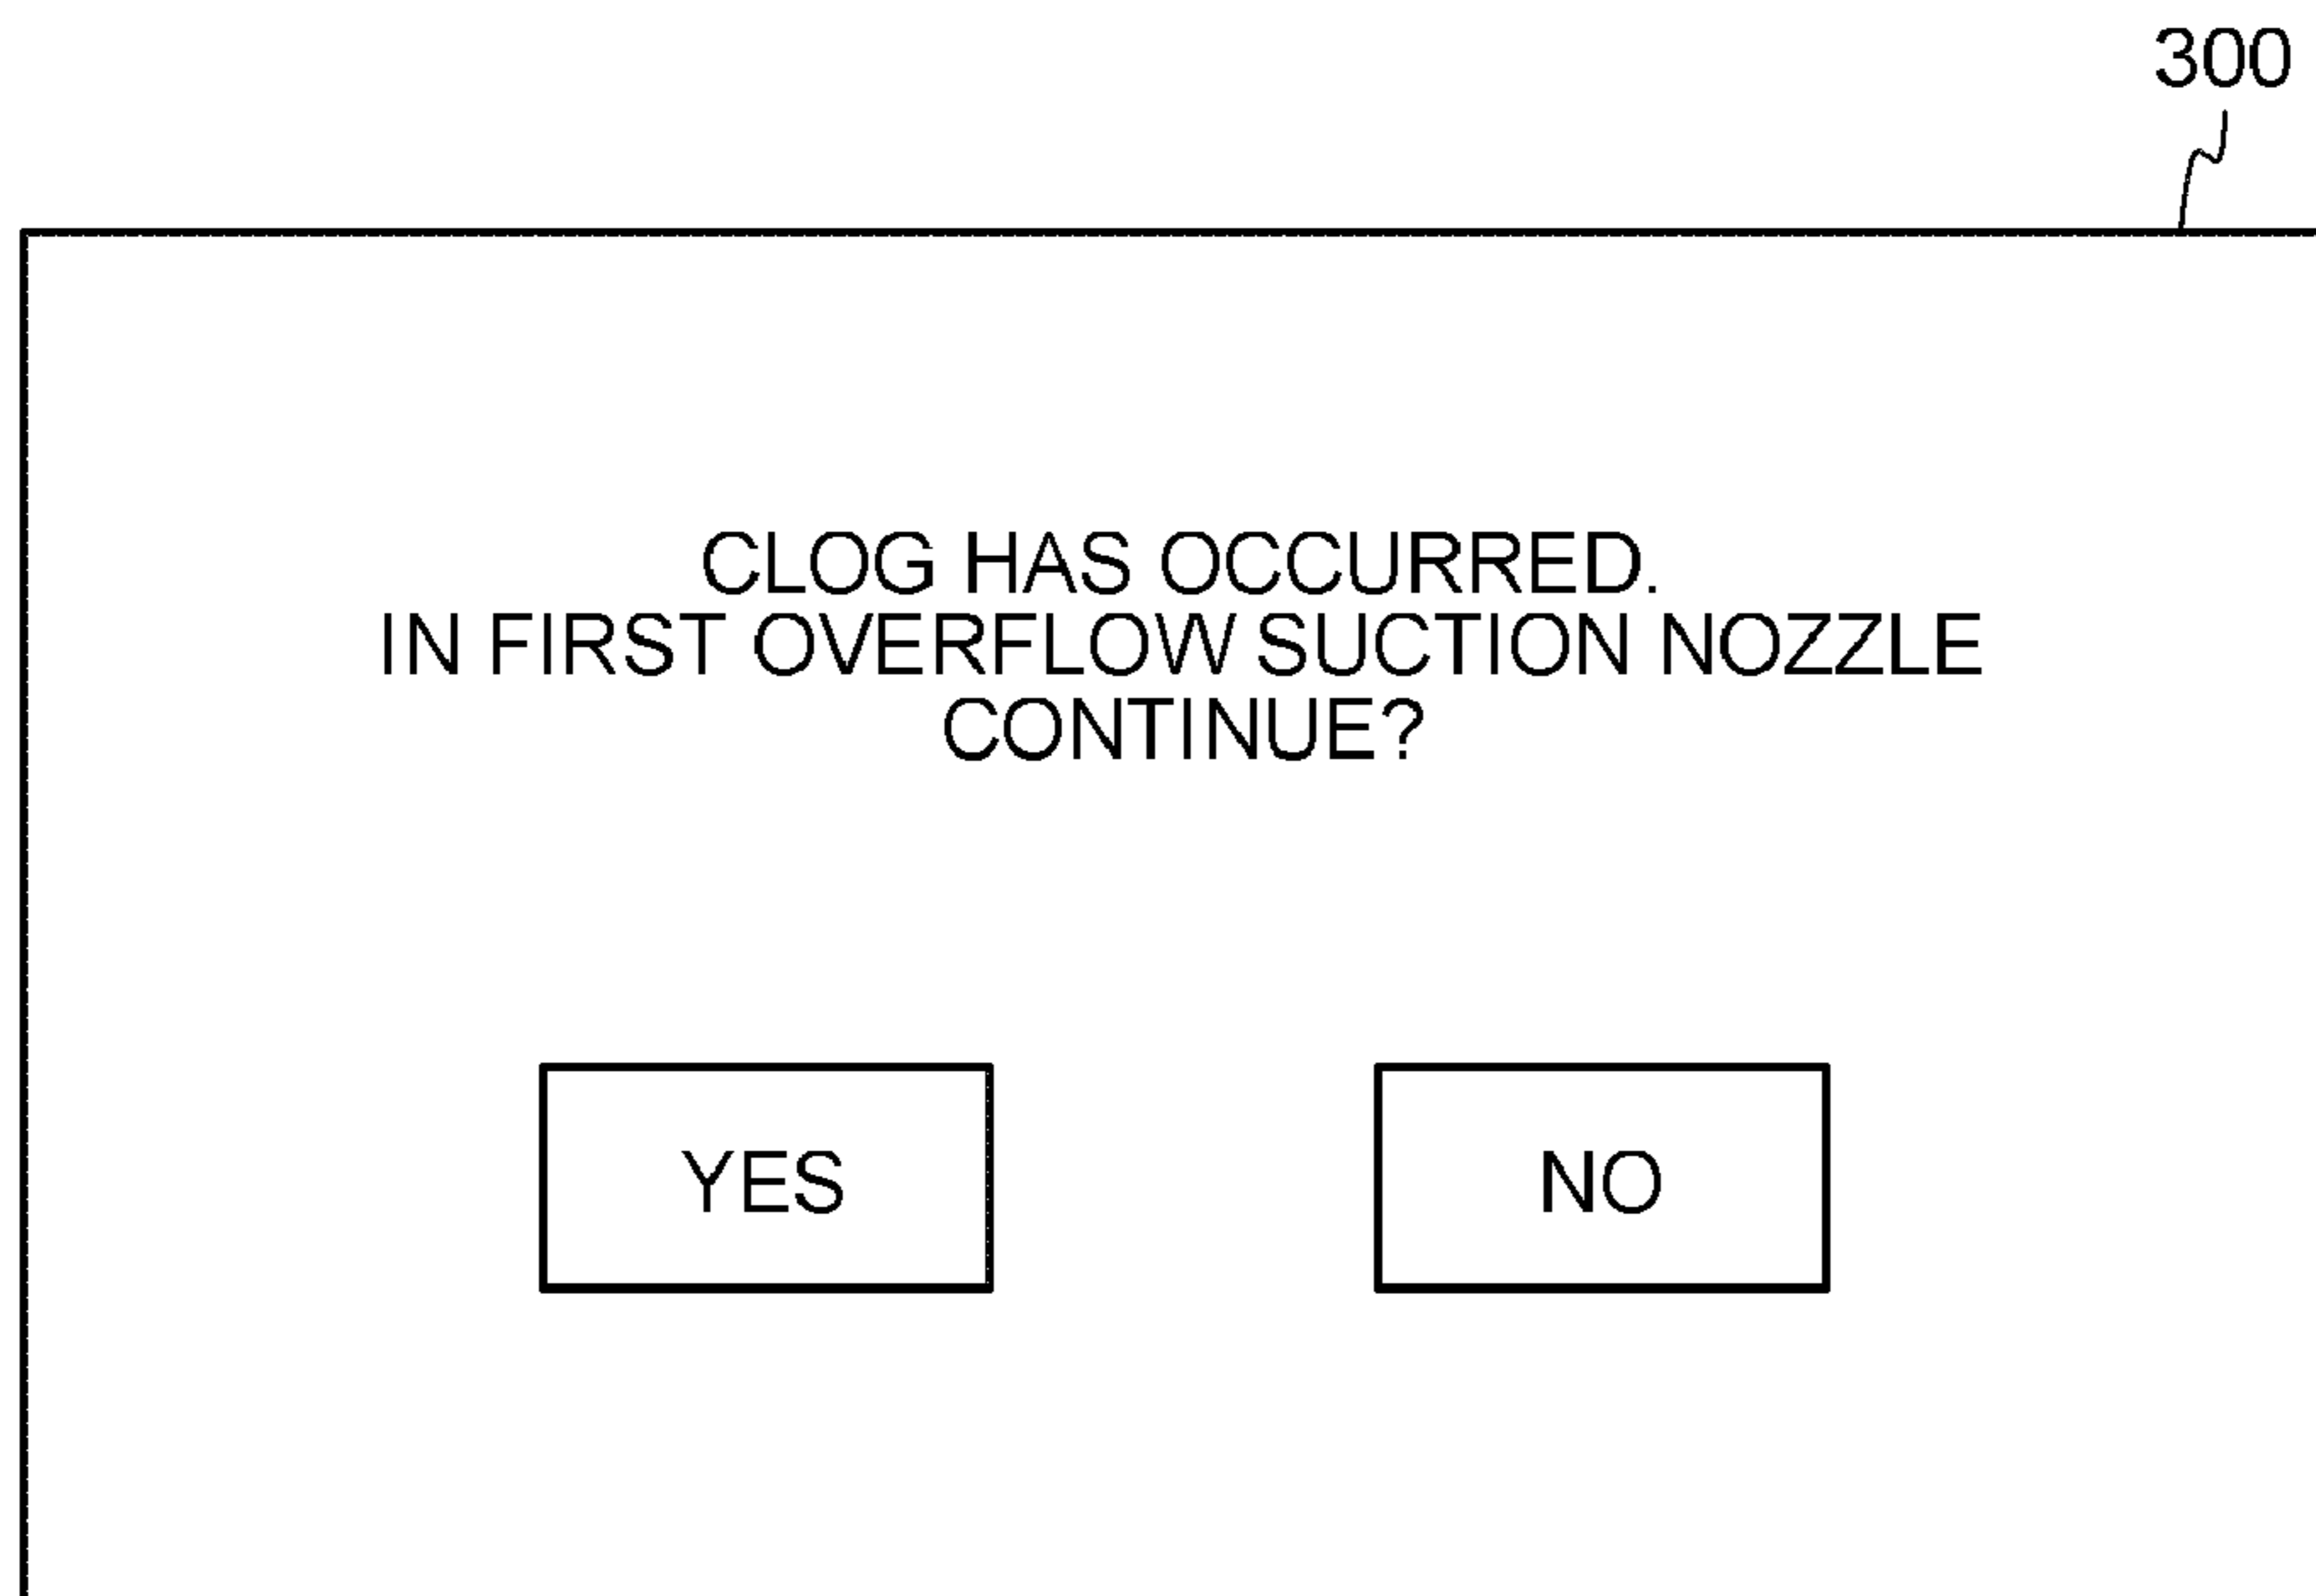 300
CLOG HAS OCCURRED.
IN FIRST OVERFLOW SUCTION NOZZLE
CONTINUE?
YES
NO